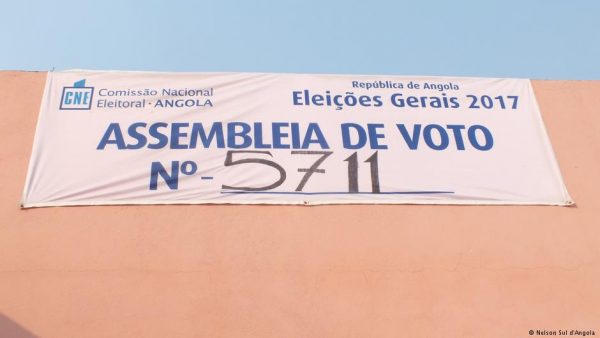 CNE
Comissão Nacional
Eleitoral · ANGOLA
República de Angola
Eleições Gerais 2017
ASSEMBLEIA DE VOTO
Nº - 5711
© Nelson Sul d'Angola